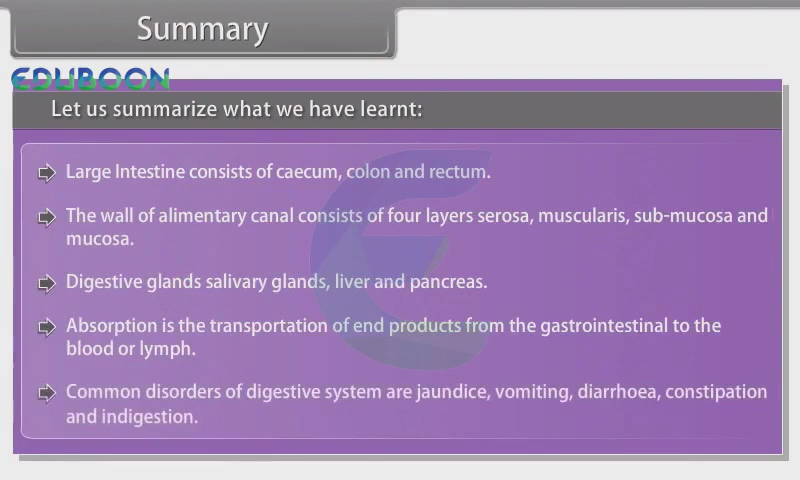 Summary
EDUBOON
Let us summarize what we have learnt:
Large Intestine consists of caecum, colon and rectum.
The wall of alimentary canal consists of four layers serosa, muscularis, sub-mucosa and
mucosa.
Digestive glands salivary glands, liver and pancreas.
Absorption is the transportation of end products from the gastrointestinal to the
blood or lymph.
Common disorders of digestive system are jaundice, vomiting, diarrhoea, constipation
and indigestion.